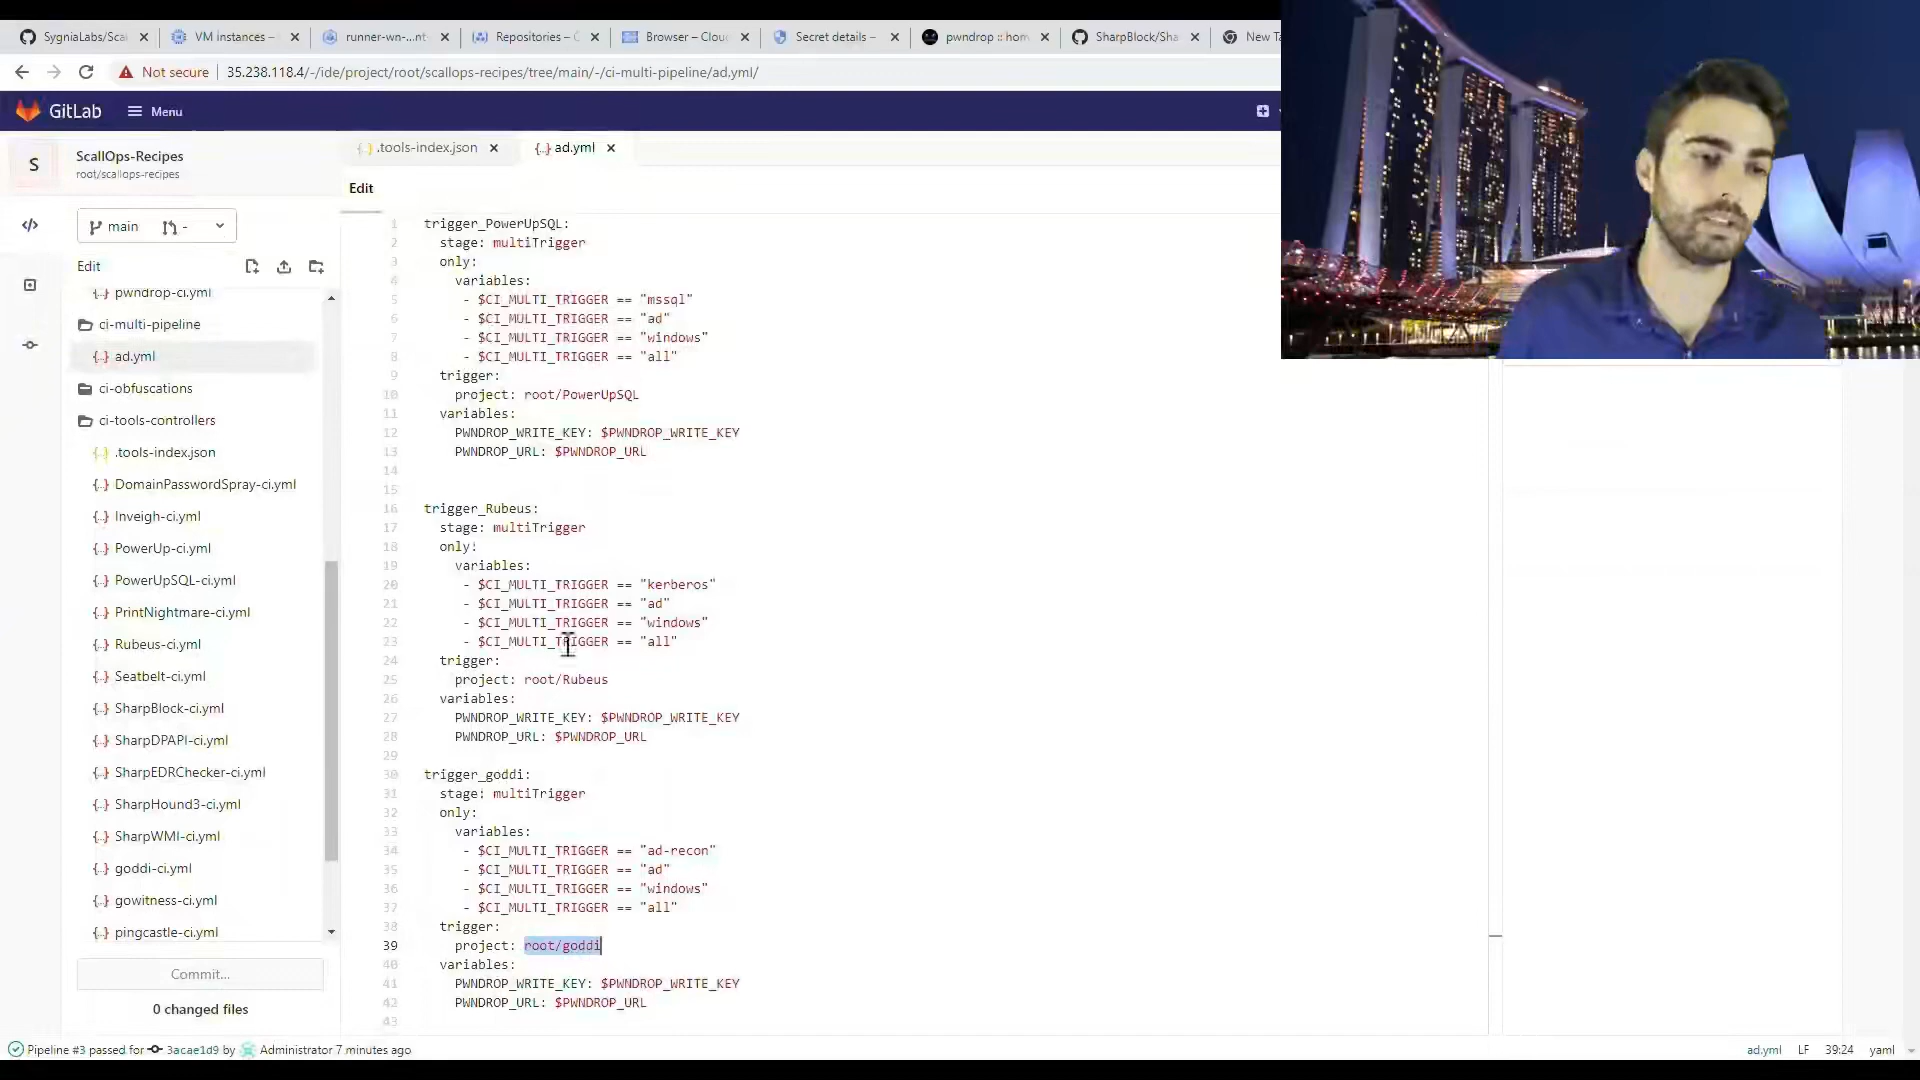 SygniaLabs/Scal
VM instances –
runner-wn-...nt
Repositories – C
Browser – Clou
Secret details –
pwndrop :: hom
SharpBlock/Sha
New Ta
Not secure
35.238.118.4/-/ide/project/root/scallops-recipes/tree/main/-/ci-multi-pipeline/ad.yml/
GitLab
Menu
S
ScallOps-Recipes
root/scallops-recipes
.tools-index.json
ad.yml
Edit
main
-
Edit
pwndrop-ci.yml
ci-multi-pipeline
ad.yml
ci-obfuscations
ci-tools-controllers
.tools-index.json
DomainPasswordSpray-ci.yml
Inveigh-ci.yml
PowerUp-ci.yml
PowerUpSQL-ci.yml
PrintNightmare-ci.yml
Rubeus-ci.yml
Seatbelt-ci.yml
SharpBlock-ci.yml
SharpDPAPI-ci.yml
SharpEDRChecker-ci.yml
SharpHound3-ci.yml
SharpWMI-ci.yml
goddi-ci.yml
gowitness-ci.yml
pingcastle-ci.yml
Commit...
0 changed files
1 trigger_PowerUpSQL:
2 stage: multiTrigger
3 only:
4 variables:
5 - $CI_MULTI_TRIGGER == "mssql"
6 - $CI_MULTI_TRIGGER == "ad"
7 - $CI_MULTI_TRIGGER == "windows"
8 - $CI_MULTI_TRIGGER == "all"
9 trigger:
10 project: root/PowerUpSQL
11 variables:
12 PWNDROP_WRITE_KEY: $PWNDROP_WRITE_KEY
13 PWNDROP_URL: $PWNDROP_URL
14
15
16 trigger_Rubeus:
17 stage: multiTrigger
18 only:
19 variables:
20 - $CI_MULTI_TRIGGER == "kerberos"
21 - $CI_MULTI_TRIGGER == "ad"
22 - $CI_MULTI_TRIGGER == "windows"
23 - $CI_MULTI_TRIGGER == "all"
24 trigger:
25 project: root/Rubeus
26 variables:
27 PWNDROP_WRITE_KEY: $PWNDROP_WRITE_KEY
28 PWNDROP_URL: $PWNDROP_URL
29
30 trigger_goddi:
31 stage: multiTrigger
32 only:
33 variables:
34 - $CI_MULTI_TRIGGER == "ad-recon"
35 - $CI_MULTI_TRIGGER == "ad"
36 - $CI_MULTI_TRIGGER == "windows"
37 - $CI_MULTI_TRIGGER == "all"
38 trigger:
39 project: root/goddi
40 variables:
41 PWNDROP_WRITE_KEY: $PWNDROP_WRITE_KEY
42 PWNDROP_URL: $PWNDROP_URL
43
Pipeline #3 passed for 3acae1d9 by Administrator 7 minutes ago
ad.yml LF 39:24 yaml